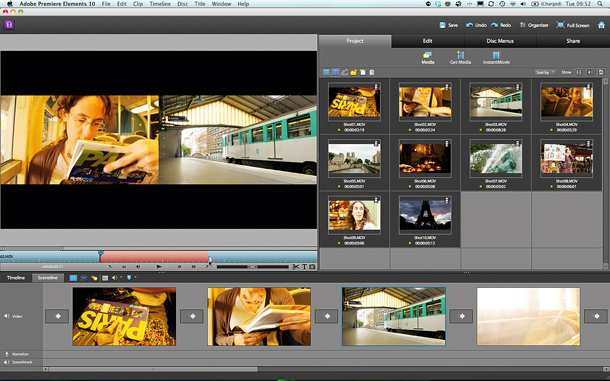 Adobe Premiere Elements 10 File Edit Clip Timeline Disc Title Window Help (Charged) Tue 09:52
Save Undo Redo Organizer Full Screen
Project Edit Disc Menus Share
Media Get Media InstantMovie
Sort by Show
PARIS
Shot01.MOV Shot02.MOV Shot03.MOV Shot04.MOV
00:00:02:18 00:00:02:24 00:00:08:28 00:00:05:29
Shot05.MOV Shot06.MOV Shot07.MOV Shot08.MOV
00:00:03:01 00:00:05:08 00:00:03:02 00:00:06:01
Shot09.MOV Shot10.MOV
00:00:03:06 00:00:05:13
Timeline Sceneline
Video
PARIS
Narration
Soundtrack